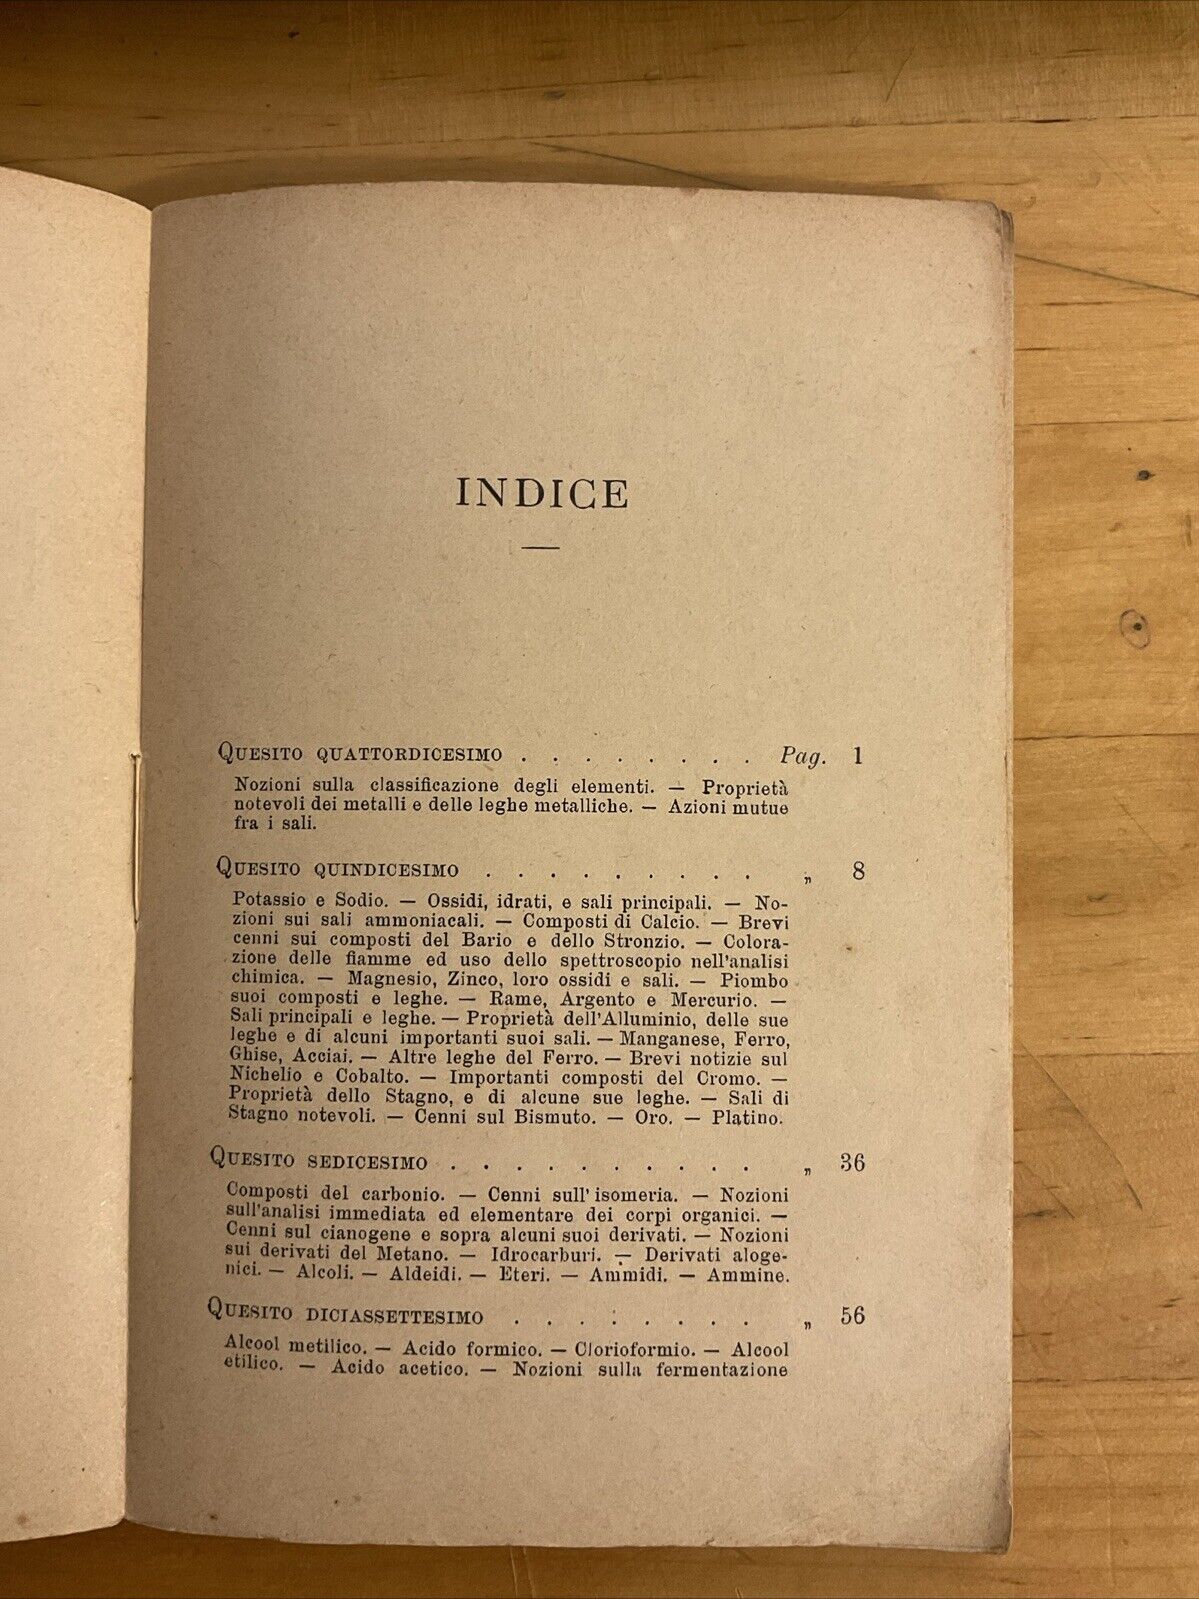 INDICE
QUESITO QUATTORDICESIMO . . . . . . . . Pag. 1
Nozioni sulla classificazione degli elementi. — Proprietà
notevoli dei metalli e delle leghe metalliche. — Azioni mutue
fra i sali.
QUESITO QUINDICESIMO . . . . . . . . . „ 8
Potassio e Sodio. — Ossidi, idrati, e sali principali. — No-
zioni sui sali ammoniacali. — Composti di Calcio. — Brevi
cenni sui composti del Bario e dello Stronzio. — Colora-
zione delle fiamme ed uso dello spettroscopio nell'analisi
chimica. — Magnesio, Zinco, loro ossidi e sali. — Piombo
suoi composti e leghe. — Rame, Argento e Mercurio. —
Sali principali e leghe. — Proprietà dell'Alluminio, delle sue
leghe e di alcuni importanti suoi sali. — Manganese, Ferro,
Ghise, Acciai. — Altre leghe del Ferro. — Brevi notizie sul
Nichelio e Cobalto. — Importanti composti del Cromo. —
Proprietà dello Stagno, e di alcune sue leghe. — Sali di
Stagno notevoli. — Cenni sul Bismuto. — Oro. — Platino.
QUESITO SEDICESIMO . . . . . . . . . . „ 36
Composti del carbonio. — Cenni sull'isomeria. — Nozioni
sull'analisi immediata ed elementare dei corpi organici. —
Cenni sul cianogene e sopra alcuni suoi derivati. — Nozioni
sui derivati del Metano. — Idrocarburi. — Derivati aloge-
nici. — Alcoli. — Aldeidi. — Eteri. — Animidi. — Ammine.
QUESITO DICIASSETTESIMO . . . . . . . . „ 56
Alcool metilico. — Acido formico. — Clorioformio. — Alcool
etilico. — Acido acetico. — Nozioni sulla fermentazione